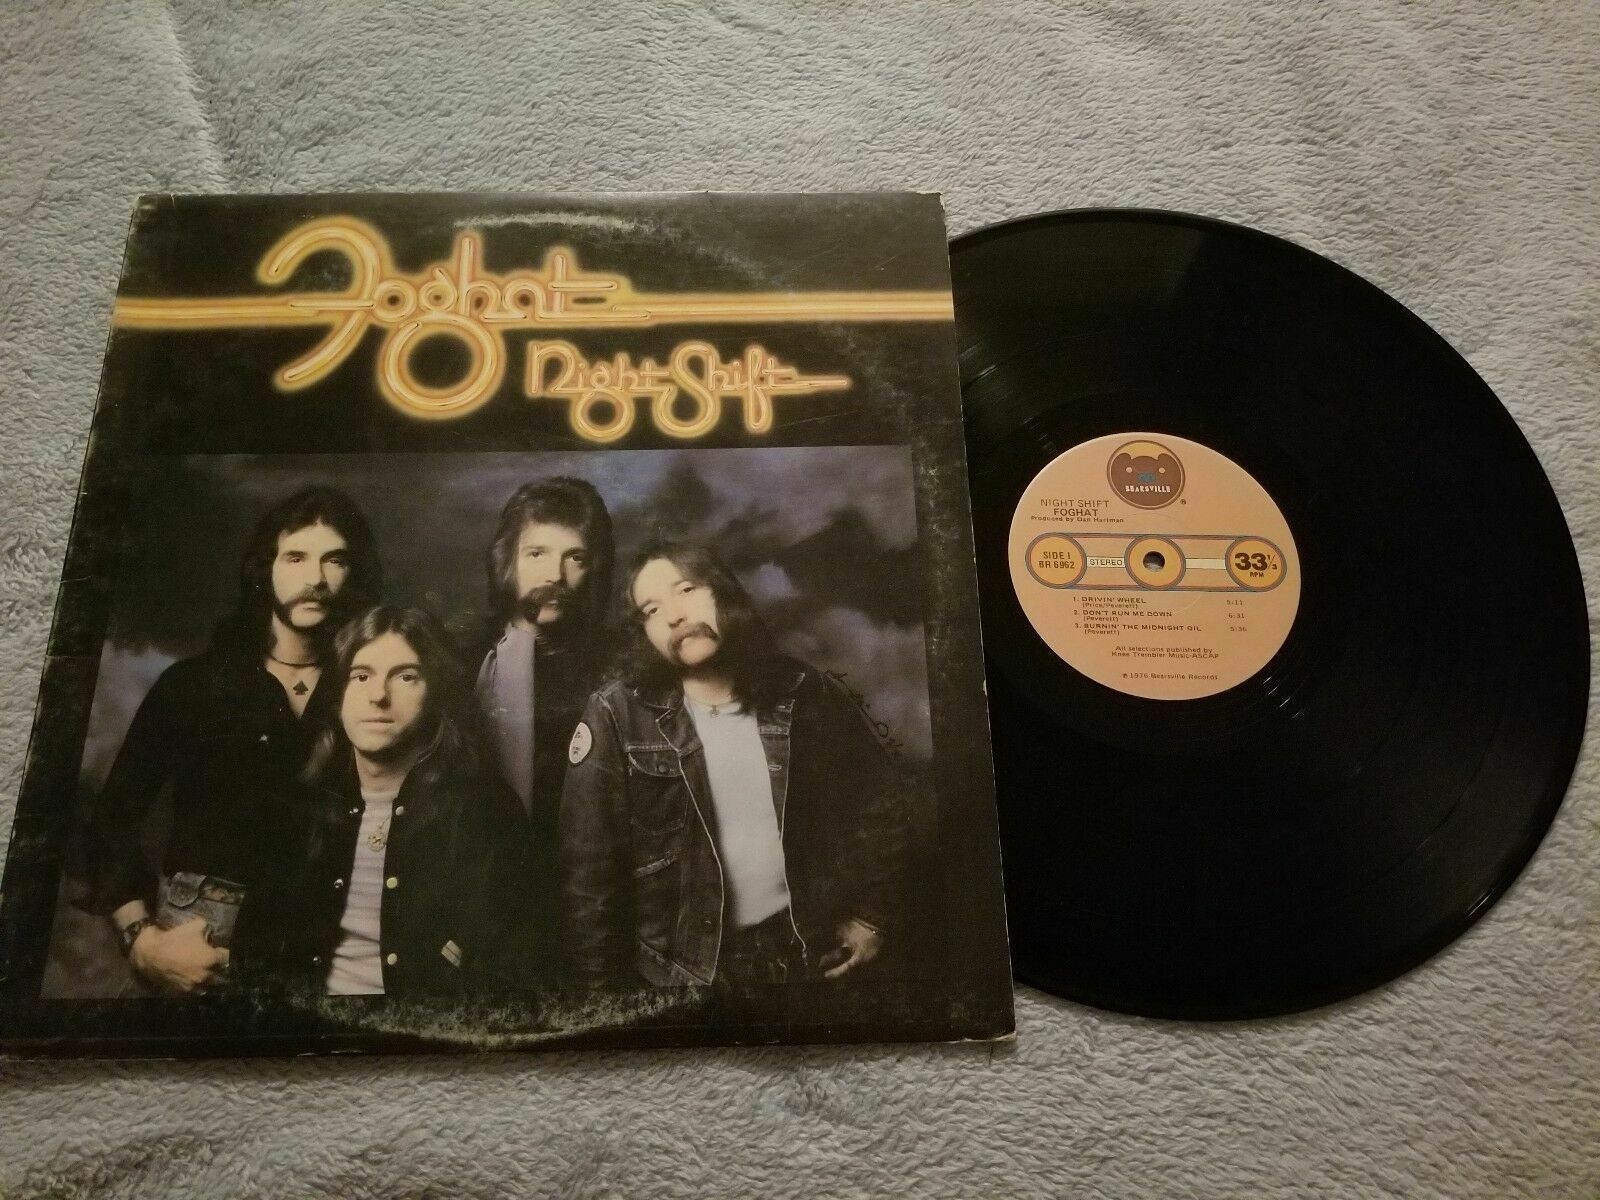 Foghat
Night Shift
BEARSVILLE
®
NIGHT SHIFT
FOGHAT
Produced by Dan Hartman
SIDE 1
BR 6962
STEREO
33 1/3
RPM
1. DRIVIN' WHEEL 5:11
(Price/Peverett)
2. DON'T RUN ME DOWN 6:31
(Peverett)
3. BURNIN' THE MIDNIGHT OIL 5:36
(Peverett)
All selections published by
Knee Trembler Music-ASCAP
℗ 1976 Bearsville Records